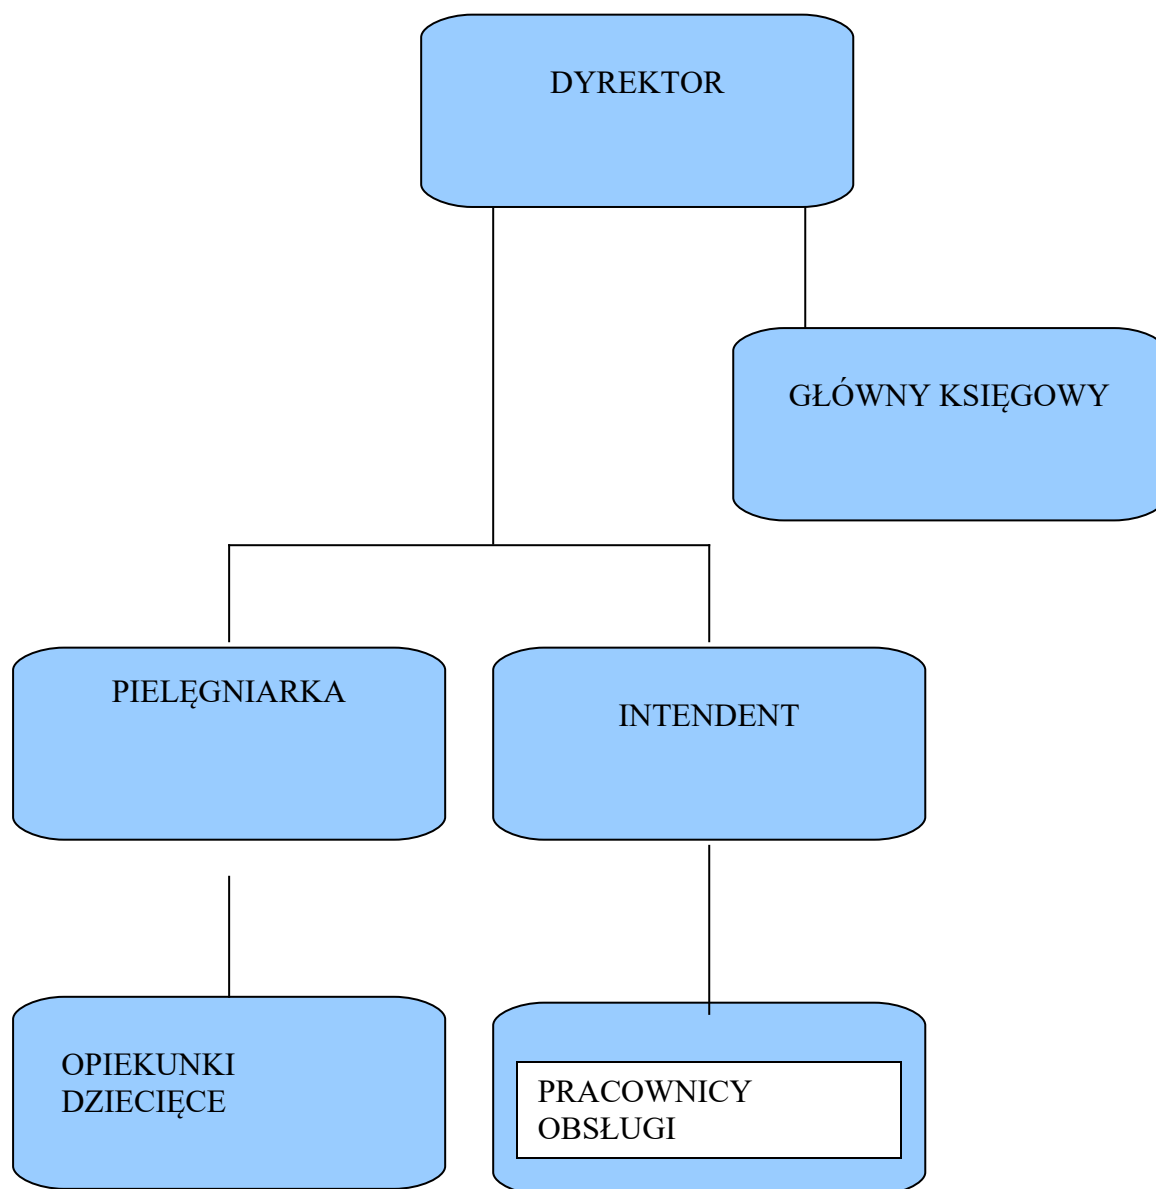 DYREKTOR
GŁÓWNY KSIĘGOWY
PIELĘGNIARKA
INTENDENT
OPIEKUNKI
DZIECIĘCE
PRACOWNICY
OBSŁUGI